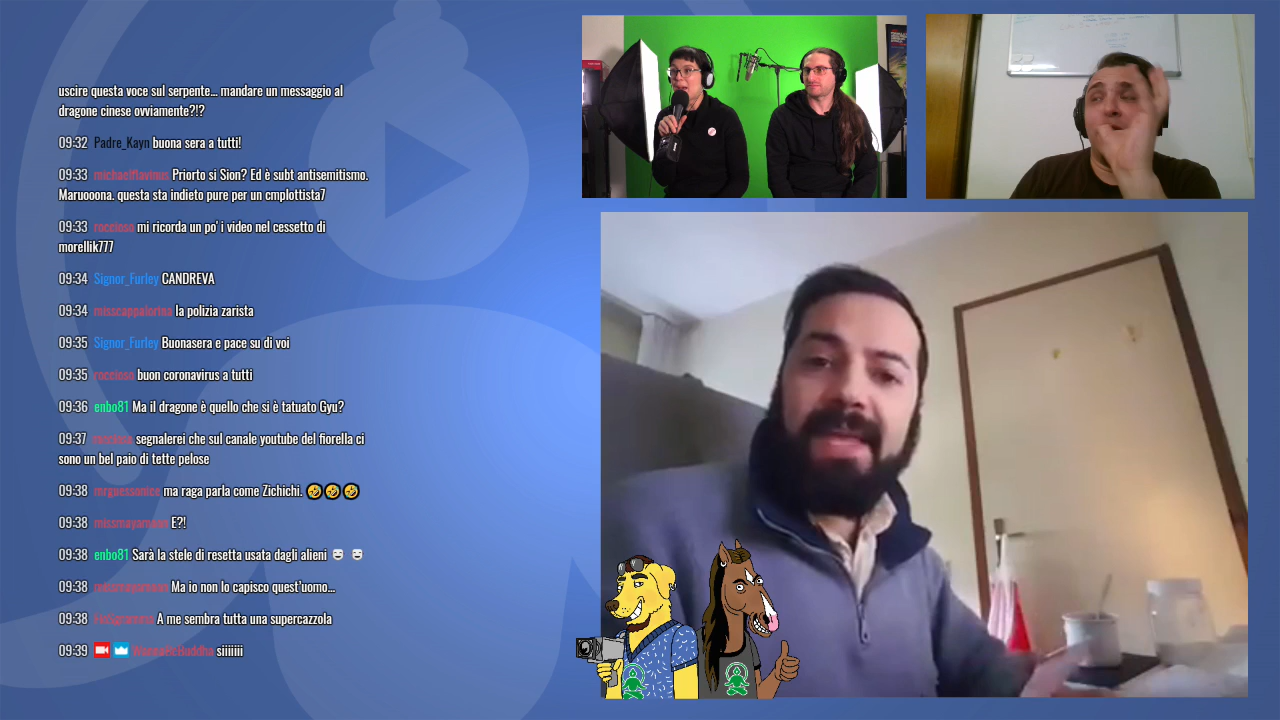 uscire questa voce sul serpente... mandare un messaggio al
dragone cinese ovviamente?!?
09:32 Padre_Kayn buona sera a tutti!
09:33 michaelflavinus Priorto si Sion? Ed è subt antisemitismo.
Maruooona. questa sta indieto pure per un cmplottista7
09:33 roccioso mi ricorda un po' i video nel cessetto di
morellik777
09:34 Signor_Furley CANDREVA
09:34 la polizia zarista
09:35 Signor_Furley Buonasera e pace su di voi
09:35 roccioso buon coronavirus a tutti
09:36 enbo81 Ma il dragone è quello che si è tatuato Gyu?
09:37 roccioso segnalerei che sul canale youtube del fiorella ci
sono un bel paio di tette pelose
09:38 ma raga parla come Zichichi. 🤣🤣🤣
09:38 E?!
09:38 enbo81 Sarà la stele di resetta usata dagli alieni
09:38 Ma io non lo capisco quest'uomo...
09:38 A me sembra tutta una supercazzola
09:39 WannaBeBuddha siiiiiii